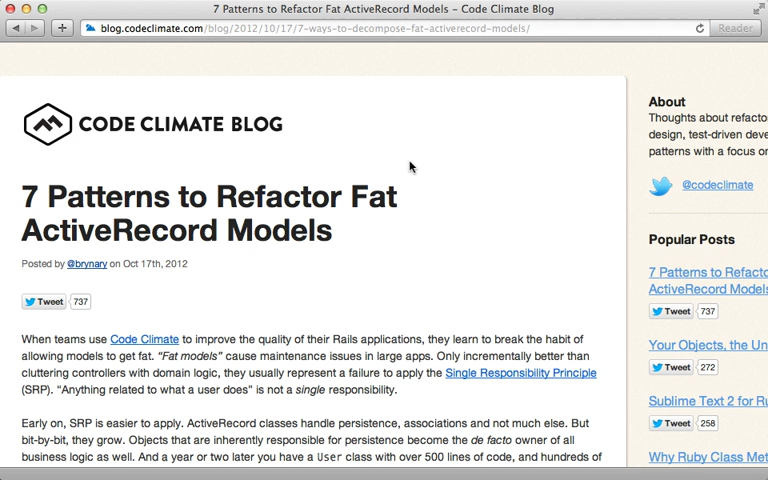 7 Patterns to Refactor Fat ActiveRecord Models – Code Climate Blog
blog.codeclimate.com/blog/2012/10/17/7-ways-to-decompose-fat-activerecord-models/
Reader
CODE CLIMATE BLOG
7 Patterns to Refactor Fat
ActiveRecord Models
Posted by @brynary on Oct 17th, 2012
Tweet 737
When teams use Code Climate to improve the quality of their Rails applications, they learn to break the habit of
allowing models to get fat. “Fat models” cause maintenance issues in large apps. Only incrementally better than
cluttering controllers with domain logic, they usually represent a failure to apply the Single Responsibility Principle
(SRP). “Anything related to what a user does” is not a single responsibility.
Early on, SRP is easier to apply. ActiveRecord classes handle persistence, associations and not much else. But
bit-by-bit, they grow. Objects that are inherently responsible for persistence become the de facto owner of all
business logic as well. And a year or two later you have a User class with over 500 lines of code, and hundreds of
About
Thoughts about refacto
design, test-driven deve
patterns with a focus o
@codeclimate
Popular Posts
7 Patterns to Refacto
ActiveRecord Models
Tweet 737
Your Objects, the Un
Tweet 272
Sublime Text 2 for Ru
Tweet 258
Why Ruby Class Met